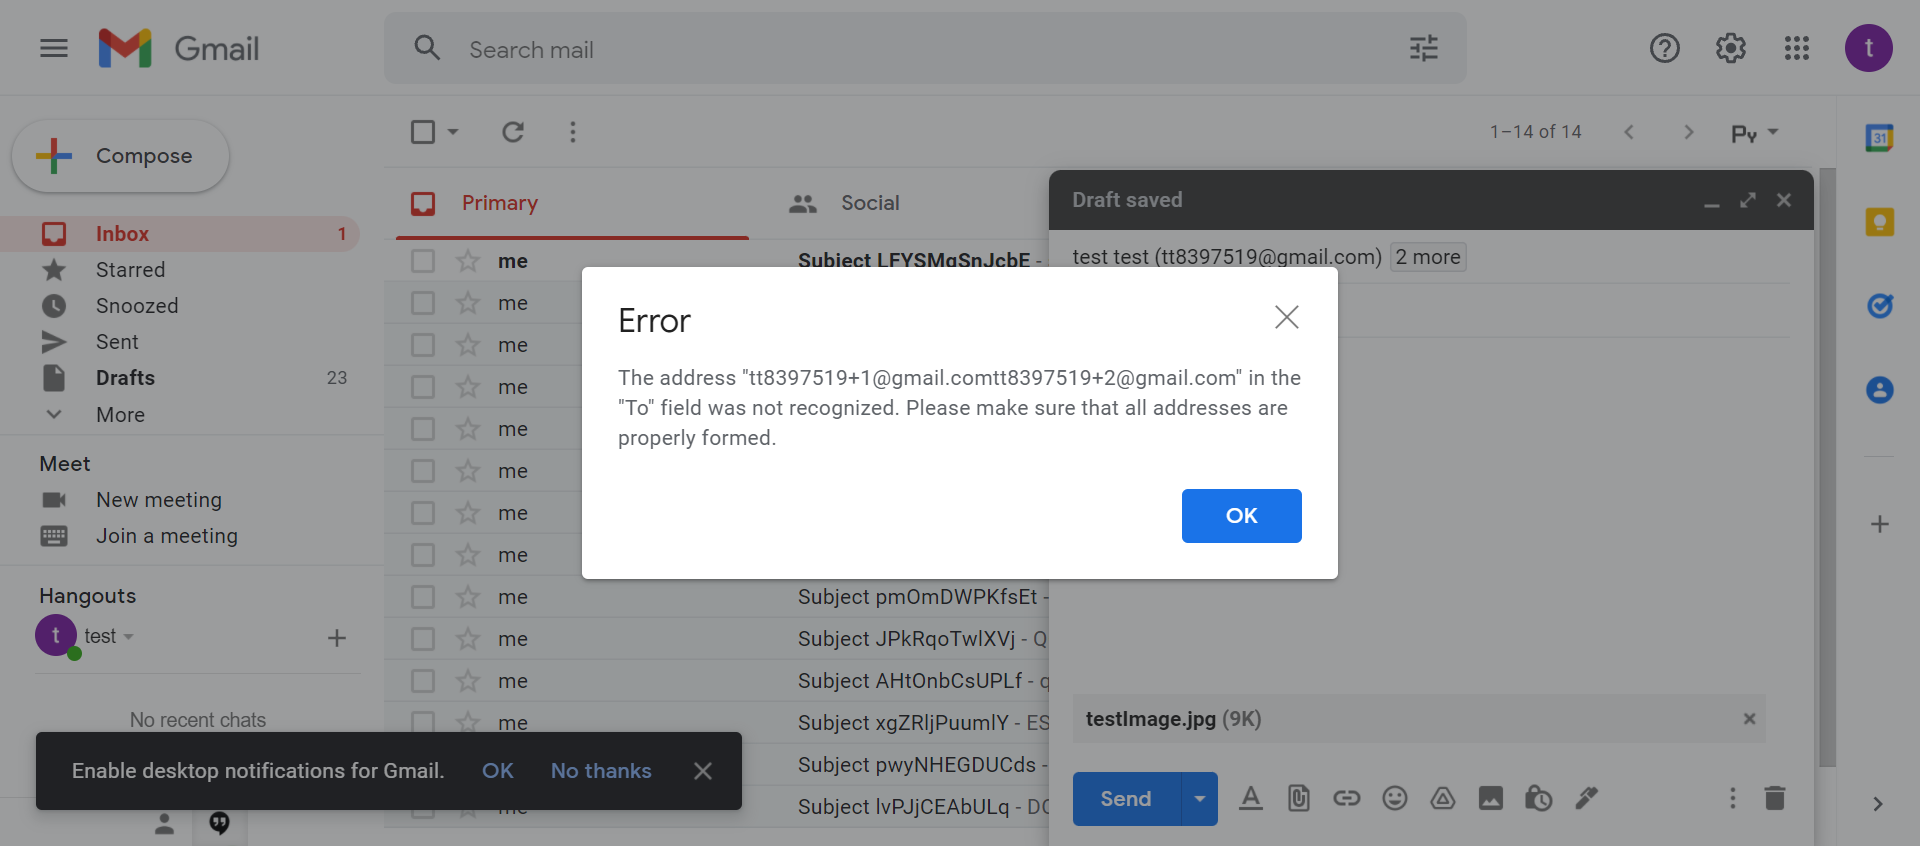 Gmail
Search mail
t
Compose
1–14 of 14
Py
31
Primary
Social
Draft saved
Inbox 1
Starred
Snoozed
Sent
Drafts 23
More
Meet
New meeting
Join a meeting
Hangouts
t test
No recent chats
me Subject LFYSMqSnJcbE -
me
me
me
me
me
me
me
me Subject pmOmDWPKfsEt -
me Subject JPkRqoTwlXVj - Q
me Subject AHtOnbCsUPLf - q
me Subject xgZRljPuumlY - ES
Subject pwyNHEGDUCds -
me Subject lvPJjCEAbULq - DC
test test (tt8397519@gmail.com) 2 more
Error
The address "tt8397519+1@gmail.comtt8397519+2@gmail.com" in the
"To" field was not recognized. Please make sure that all addresses are
properly formed.
OK
testImage.jpg (9K)
Send
Enable desktop notifications for Gmail. OK No thanks